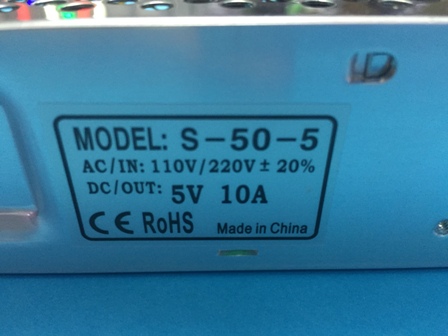 MODEL: S-50-5
AC/IN: 110V/220V ± 20%
DC/OUT: 5V 10A
CE RoHS Made in China